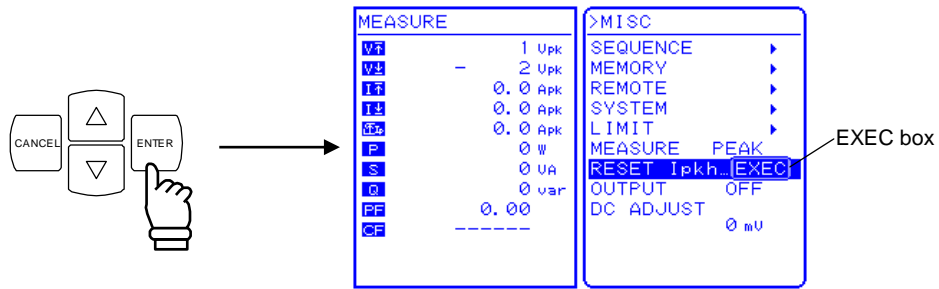 CANCEL
ENTER
MEASURE
V↑ 1 Vpk
V↓ - 2 Vpk
I↑ 0.0 Apk
I↓ 0.0 Apk
0.0 Apk
P 0 W
S 0 VA
Q 0 var
PF 0.00
CF ------
>MISC
SEQUENCE
MEMORY
REMOTE
SYSTEM
LIMIT
MEASURE PEAK
RESET Ipkh…EXEC
OUTPUT OFF
DC ADJUST
0 mV
EXEC box